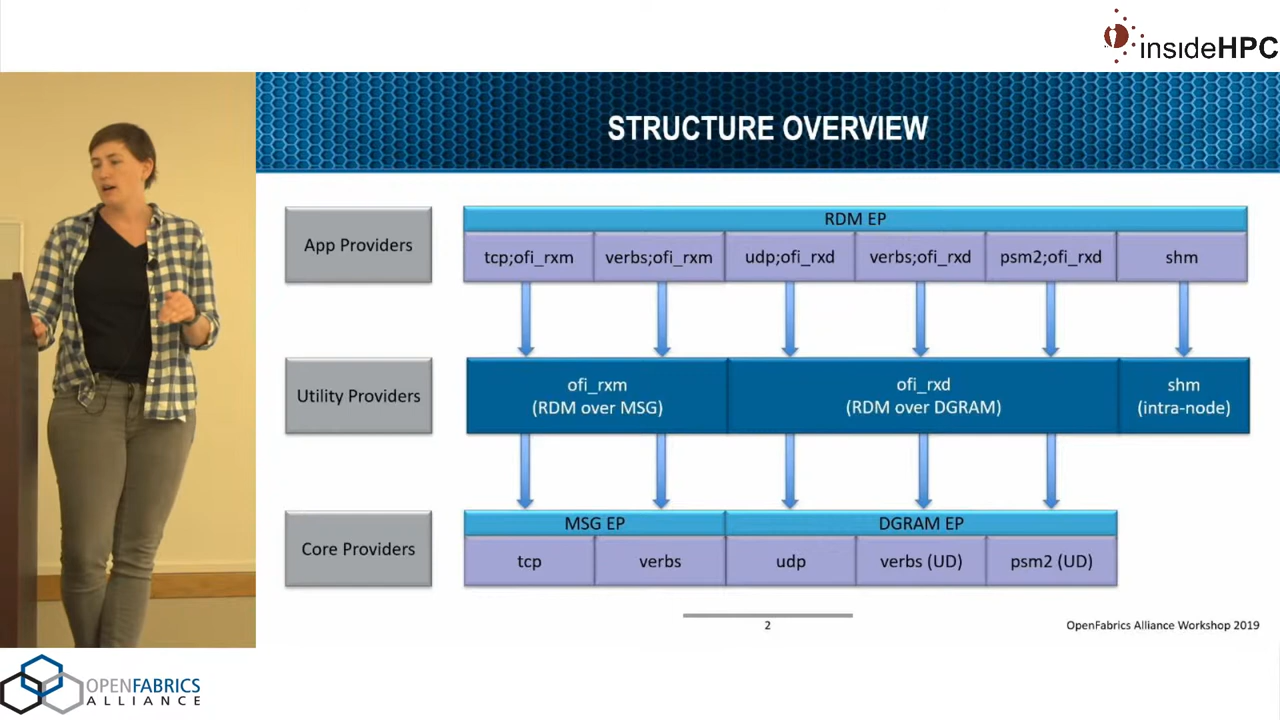 insideHPC
STRUCTURE OVERVIEW
App Providers
RDM EP
tcp;ofi_rxm
verbs;ofi_rxm
udp;ofi_rxd
verbs;ofi_rxd
psm2;ofi_rxd
shm
Utility Providers
ofi_rxm
(RDM over MSG)
ofi_rxd
(RDM over DGRAM)
shm
(intra-node)
Core Providers
MSG EP
DGRAM EP
tcp
verbs
udp
verbs (UD)
psm2 (UD)
2
OpenFabrics Alliance Workshop 2019
OPENFABRICS
ALLIANCE